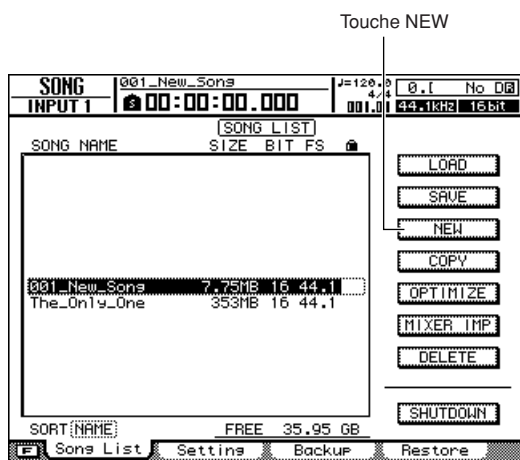 Touche NEW
SONG
INPUT 1
001_New_Song
00:00:00.000
♩=120.0
4/4
001.01
0.[ No D
44.1kHz 16bit
SONG LIST
SONG NAME SIZE BIT FS
001_New_Song 7.75MB 16 44.1
The_Only_One 353MB 16 44.1
LOAD
SAVE
NEW
COPY
OPTIMIZE
MIXER IMP
DELETE
SHUTDOWN
SORT NAME FREE 35.95 GB
F Song List Setting Backup Restore